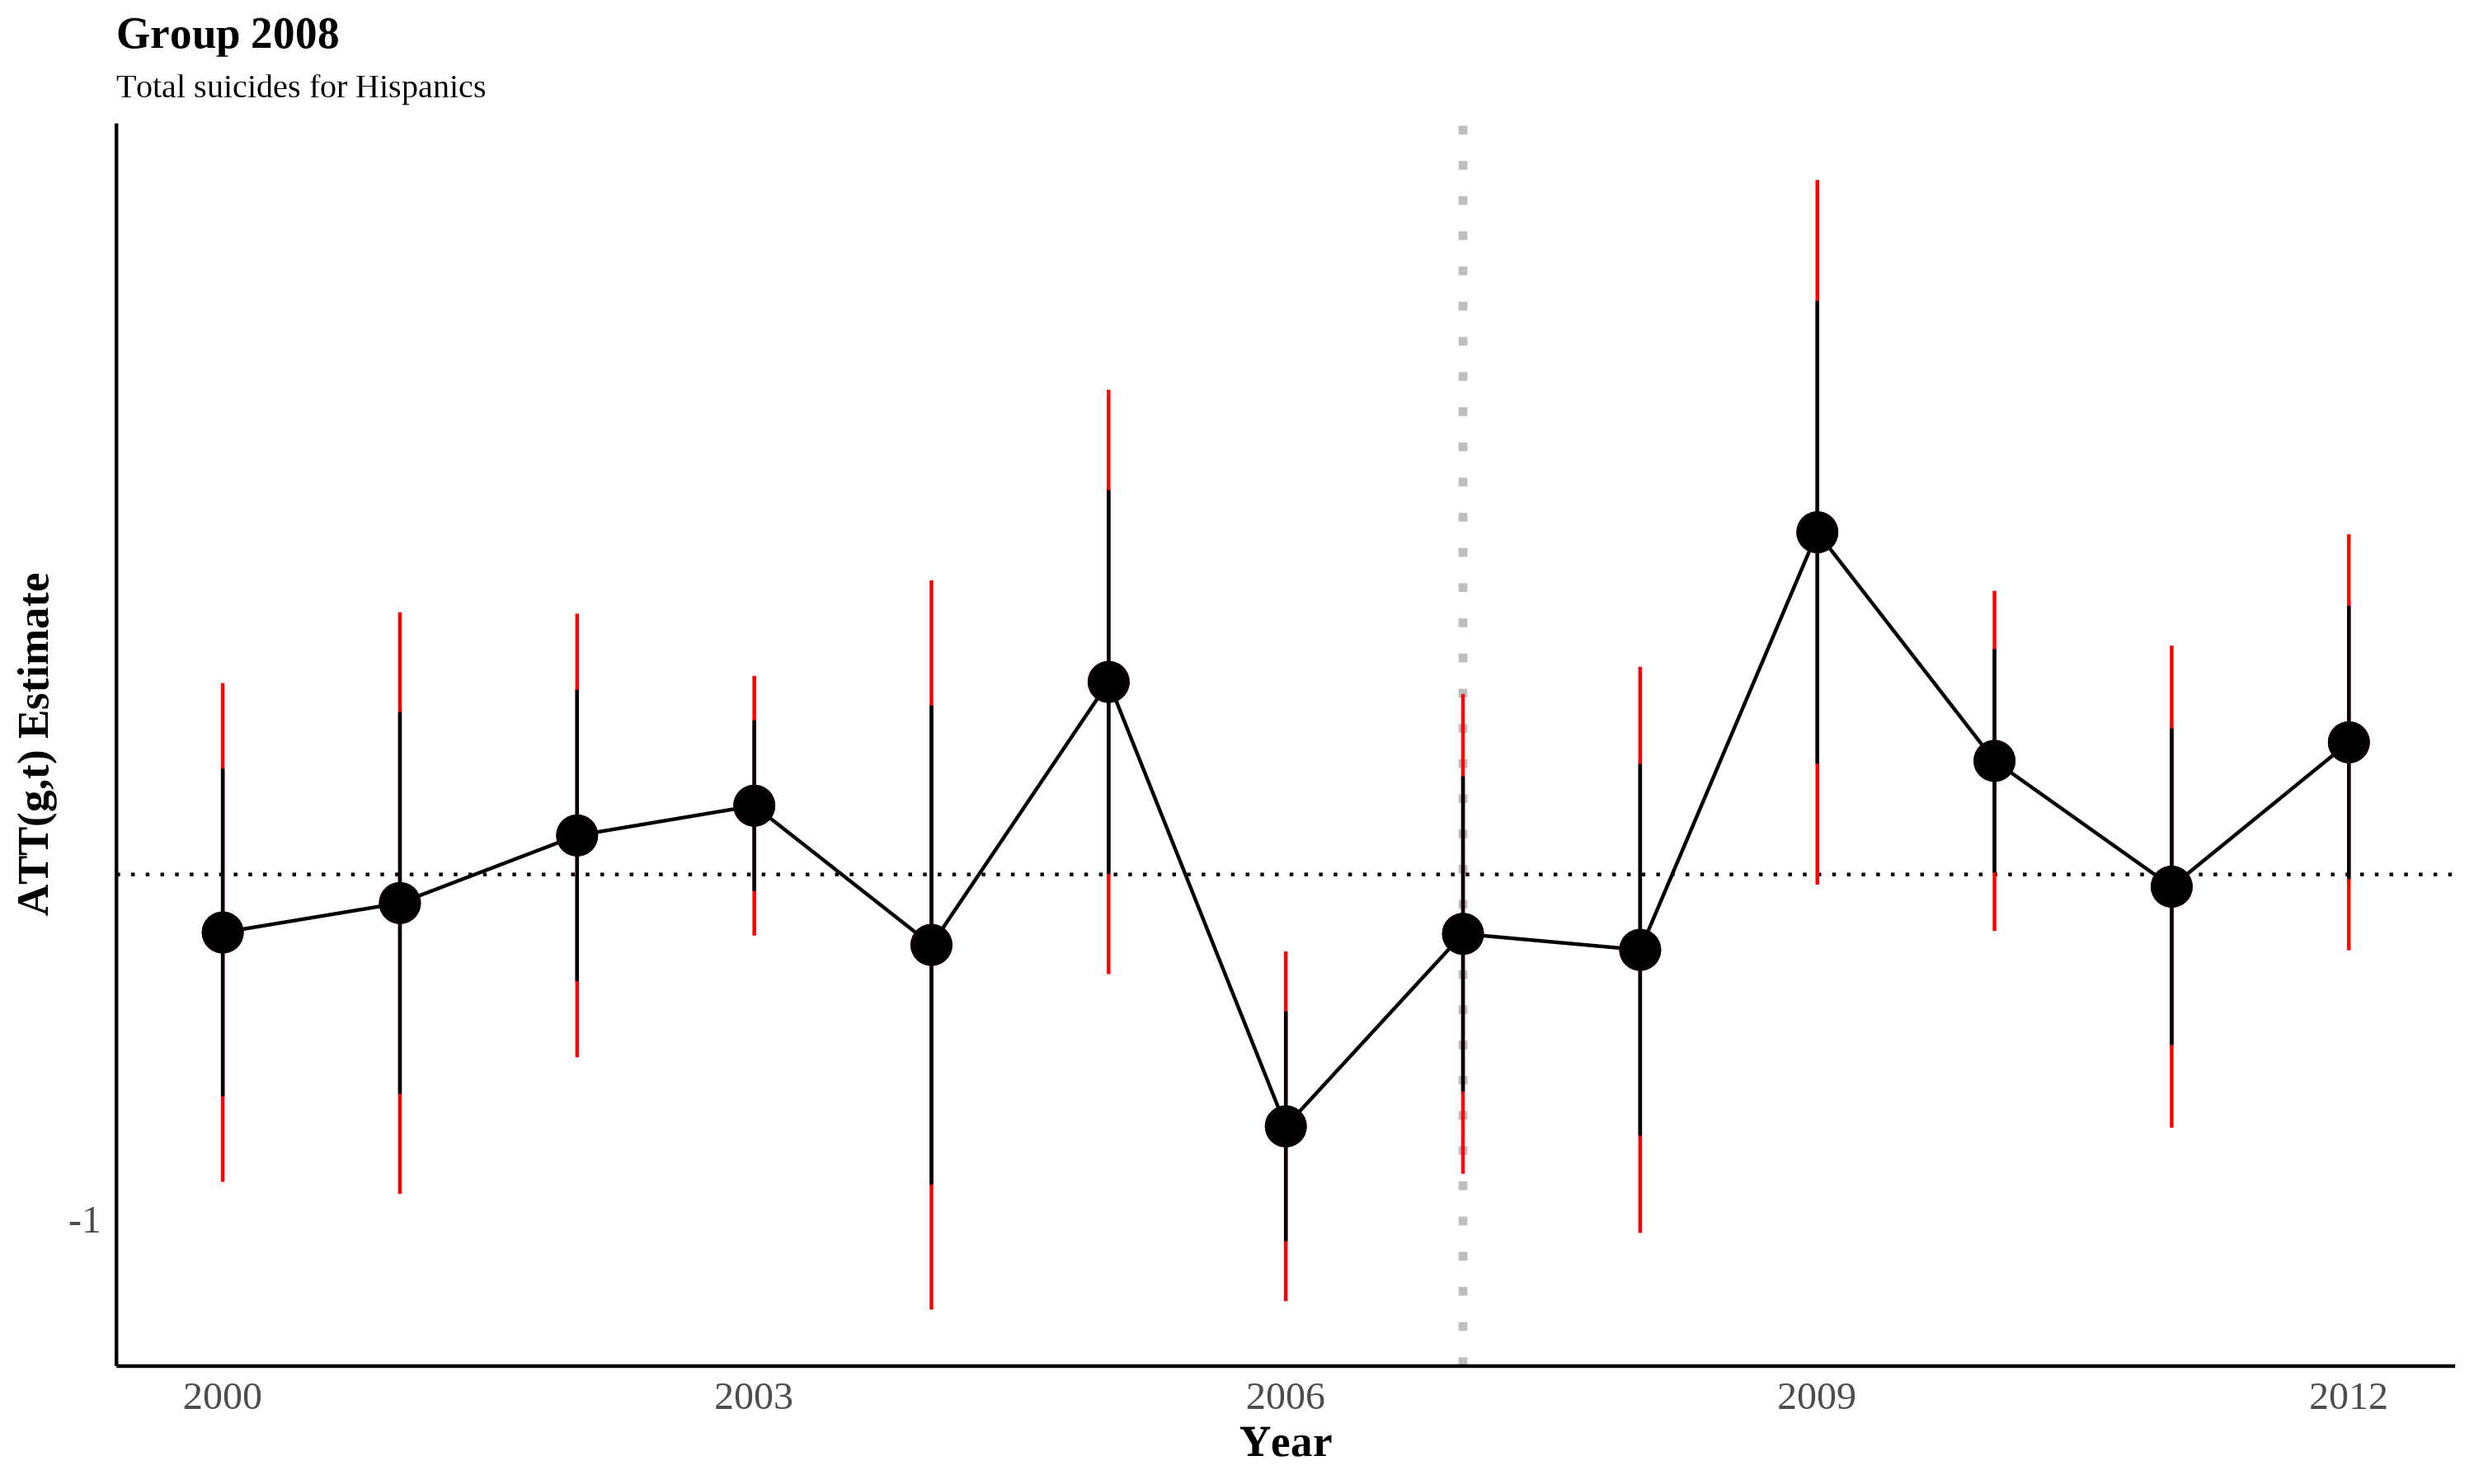 Group 2008
Total suicides for Hispanics
ATT(g,t) Estimate
-1
2000 2003 2006 2009 2012
Year